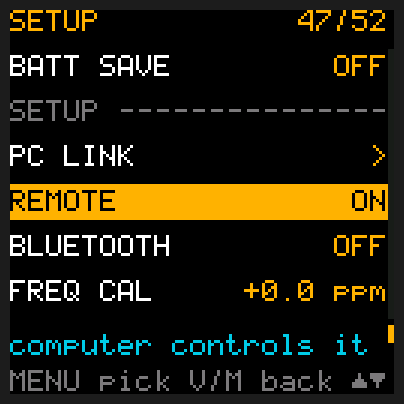 SETUP 47/52
BATT SAVE OFF
SETUP ---------------
PC LINK >
REMOTE ON
BLUETOOTH OFF
FREQ CAL +0.0 ppm
computer controls it
MENU pick V/M back ▲▼